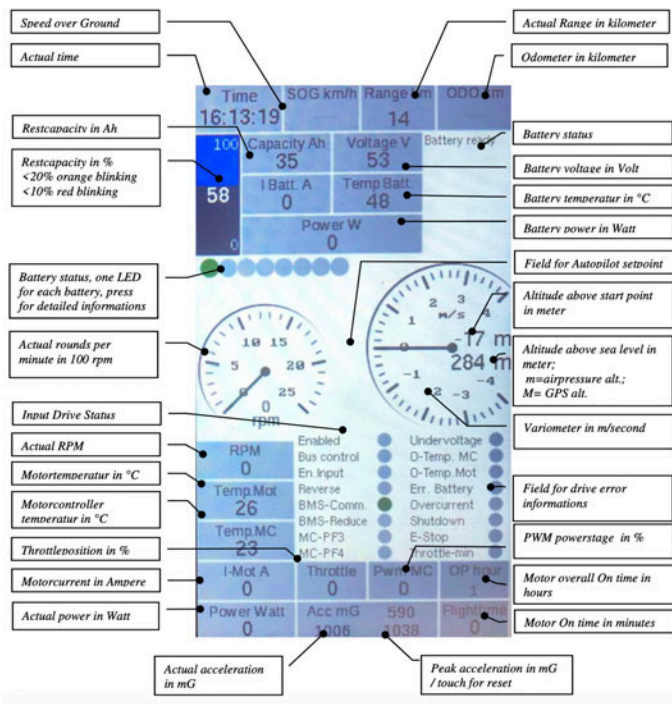 Speed over Ground
Actual Range in kilometer
Actual time
Odometer in kilometer
Time
SOG km/h
Range km
ODO km
16:13:19
14
Restcapacity in Ah
Restcapacity in %
<20% orange blinking
<10% red blinking
100
58
0
Capacity Ah
35
Voltage V
53
Battery ready
I Batt. A
0
Temp Batt.
48
Power W
0
Battery status
Battery voltage in Volt
Battery temperatur in °C
Battery power in Watt
Battery status, one LED
for each battery, press
for detailed informations
Field for Autopilot setpoint
Altitude above start point
in meter
Actual rounds per
minute in 100 rpm
Altitude above sea level in
meter;
m=airpressure alt.;
M= GPS alt.
5
10
15
20
25
0
rpm
M/S
1
2
3
4
0
-1
-2
-3
-4
-17 m
284 m
Input Drive Status
Variometer in m/second
Actual RPM
Motortemperatur in °C
Motorcontroller
temperatur in °C
RPM
0
Temp.Mot
26
Temp.MC
23
Enabled
Bus control
En.Input
Reverse
BMS-Comm.
BMS-Reduce
MC-PF3
MC-PF4
Undervoltage
O-Temp. MC
O-Temp.Mot
Err. Battery
Overcurrent
Shutdown
E-Stop
Throttle-min
Field for drive error
informations
Throttleposition in %
PWM powerstage in %
Motorcurrent in Ampere
I-Mot A
0
Throttle
0
Pwm MC
0
OP hour
1
Motor overall On time in
hours
Actual power in Watt
Power Watt
0
Acc mG
1006
590
1038
Flighttime
0
Motor On time in minutes
Actual acceleration
in mG
Peak acceleration in mG
/ touch for reset